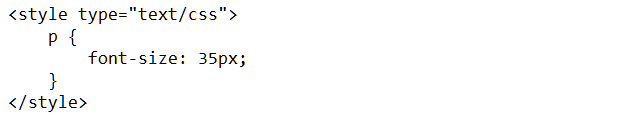 <style type="text/css">
    p {
        font-size: 35px;
    }
</style>